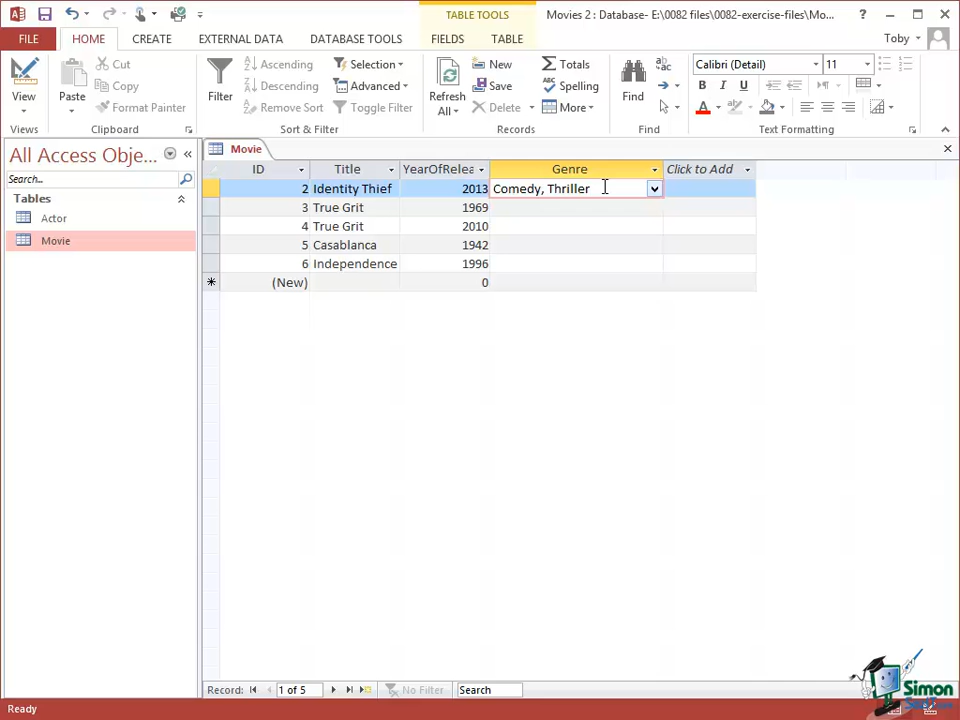 TABLE TOOLS
Movies 2 : Database- E:\0082 files\0082-exercise-files\Mo...
FILE HOME CREATE EXTERNAL DATA DATABASE TOOLS FIELDS TABLE Toby
View
Views
Paste
Cut
Copy
Format Painter
Clipboard
Filter
Ascending
Descending
Remove Sort
Selection
Advanced
Toggle Filter
Sort & Filter
Refresh
All
New
Save
Delete
Totals
Spelling
More
Records
Find
Find
Calibri (Detail) 11
B I U
Text Formatting
All Access Obje...
Search...
Tables
Actor
Movie
Movie
ID Title YearOfRelea Genre Click to Add
2 Identity Thief 2013 Comedy, Thriller
3 True Grit 1969
4 True Grit 2010
5 Casablanca 1942
6 Independence 1996
(New) 0
Record: 1 of 5 No Filter Search
Ready
Simon